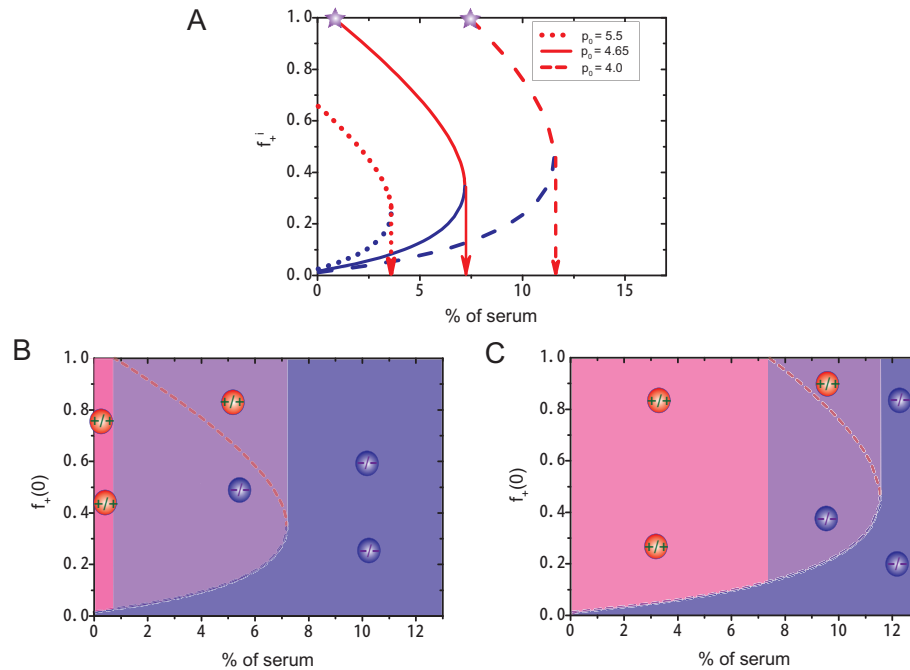 A
1.0
0.8
0.6
0.4
0.2
0.0
f₊ⁱ
p₀ = 5.5
p₀ = 4.65
p₀ = 4.0
0 5 10 15
% of serum
B
1.0
0.8
0.6
0.4
0.2
0.0
f₊(0)
+/+
+/+
+/+
-/-
-/-
-/-
0 2 4 6 8 10 12
% of serum
C
1.0
0.8
0.6
0.4
0.2
0.0
f₊(0)
+/+
+/+
+/+
-/-
-/-
-/-
0 2 4 6 8 10 12
% of serum